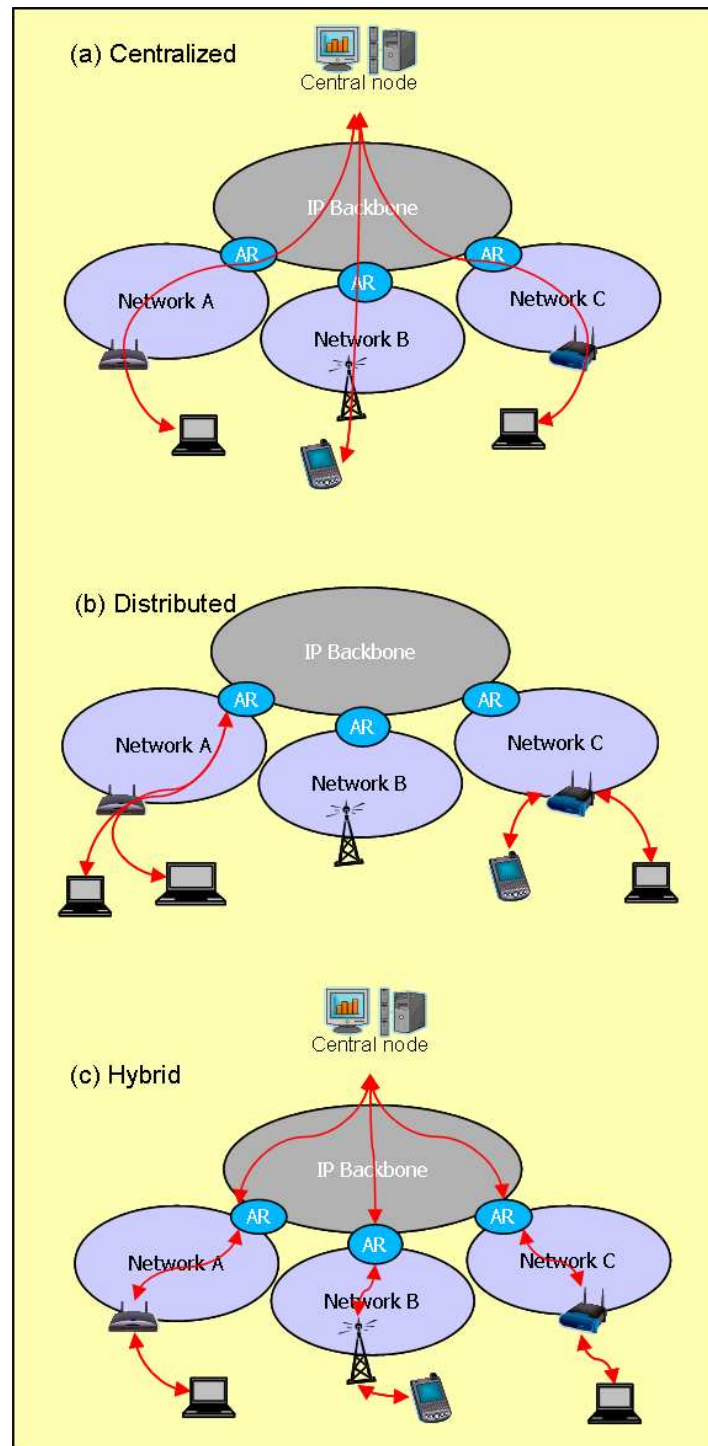 (a) Centralized
Central node
IP Backbone
AR
AR
AR
Network A
Network B
Network C
(b) Distributed
IP Backbone
AR
AR
AR
Network A
Network B
Network C
Central node
(c) Hybrid
IP Backbone
AR
AR
AR
Network A
Network B
Network C